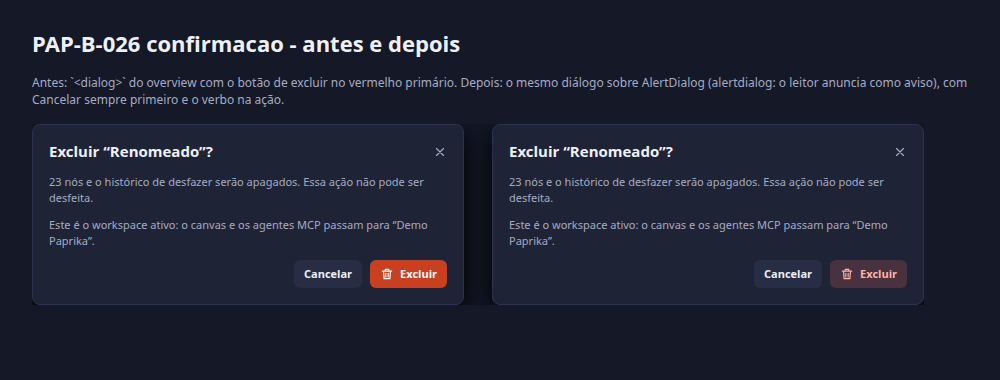 PAP-B-026 confirmacao - antes e depois
Antes: `<dialog>` do overview com o botão de excluir no vermelho primário. Depois: o mesmo diálogo sobre AlertDialog (alertdialog: o leitor anuncia como aviso), com
Cancelar sempre primeiro e o verbo na ação.
Excluir “Renomeado”?
23 nós e o histórico de desfazer serão apagados. Essa ação não pode ser
desfeita.
Este é o workspace ativo: o canvas e os agentes MCP passam para “Demo
Paprika”.
Cancelar
Excluir
Excluir “Renomeado”?
23 nós e o histórico de desfazer serão apagados. Essa ação não pode ser
desfeita.
Este é o workspace ativo: o canvas e os agentes MCP passam para “Demo
Paprika”.
Cancelar
Excluir